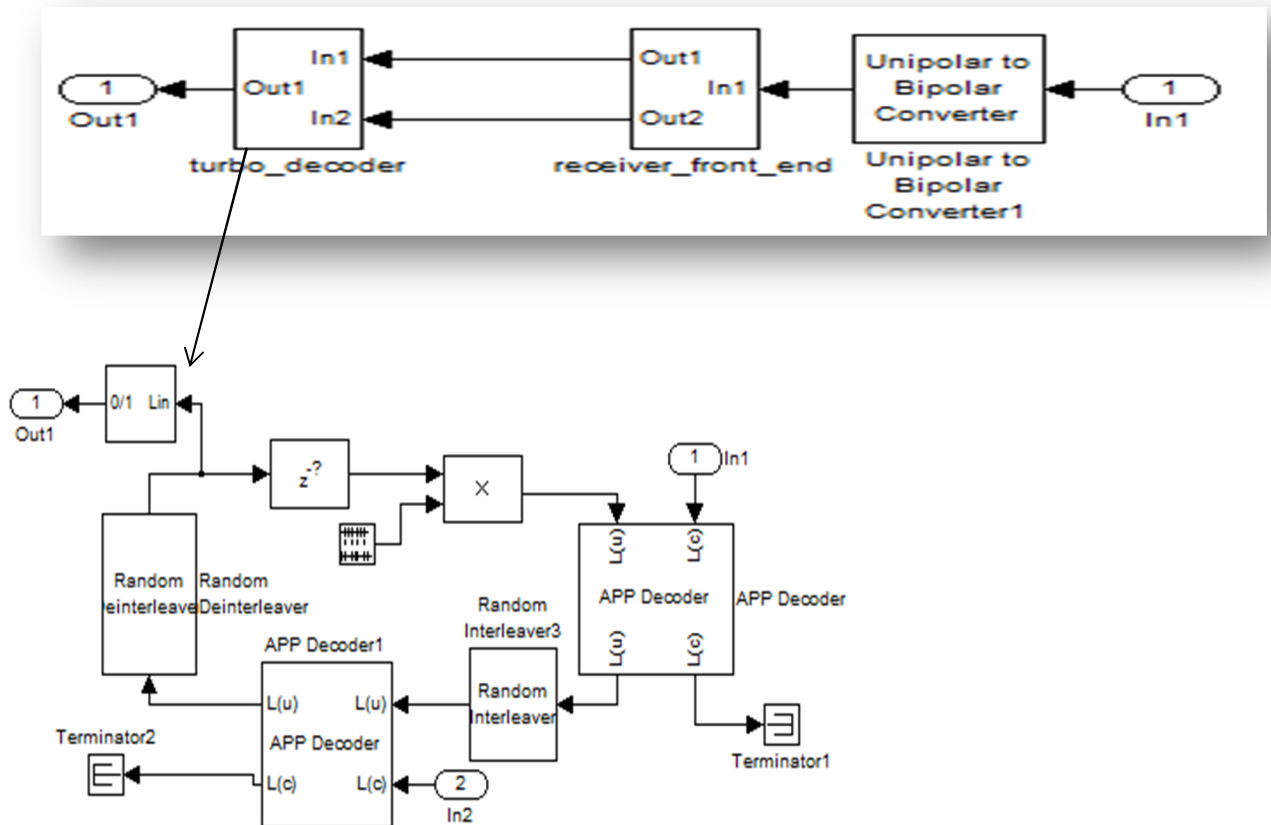 In1
Out1
Unipolar to
Bipolar
Converter
1
Out1
In1
1
In2
Out2
Out1
In1
turbo_decoder
receiver_front_end
Unipolar to
Bipolar
Converter1
1
0/1 Lin
Out1
z-?
X
1
In1
L(u)
L(c)
APP Decoder
APP Decoder
L(u)
L(c)
Random
einterleave
Random
Deinterleaver
Random
Interleaver3
Random
Interleaver
APP Decoder1
L(u)
L(u)
APP Decoder
L(c)
L(c)
Terminator2
2
In2
Terminator1